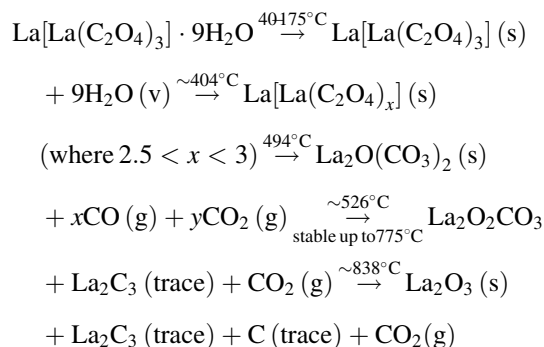 40-175°C
La[La(C2O4)3] · 9H2O → La[La(C2O4)3] (s)
∼404°C
+ 9H2O (v) → La[La(C2O4)x] (s)
494°C
(where 2.5 < x < 3) → La2O(CO3)2 (s)
∼526°C
+ xCO (g) + yCO2 (g) → La2O2CO3
stable up to775°C
∼838°C
+ La2C3 (trace) + CO2 (g) → La2O3 (s)
+ La2C3 (trace) + C (trace) + CO2(g)